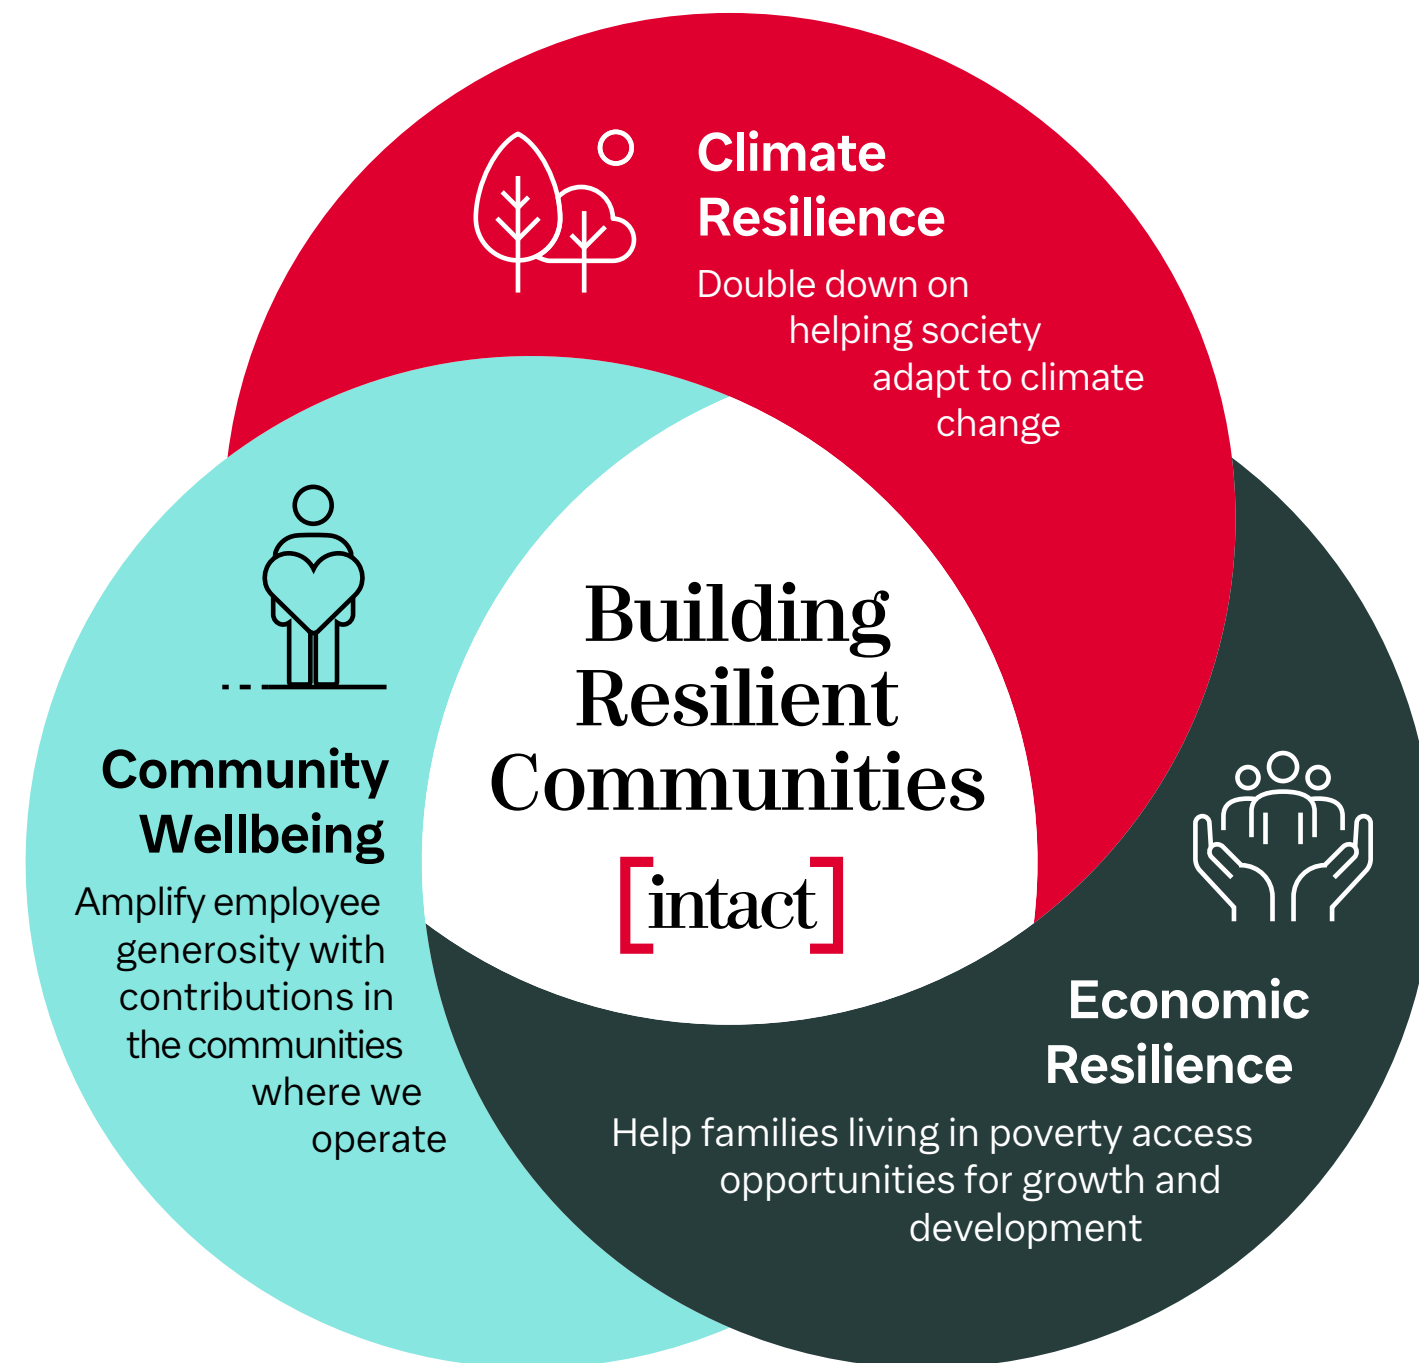 Climate
Resilience
Double down on
helping society
adapt to climate
change
Building
Resilient
Communities
[intact]
Community
Wellbeing
Amplify employee
generosity with
contributions in
the communities
where we
operate
Economic
Resilience
Help families living in poverty access
opportunities for growth and
development